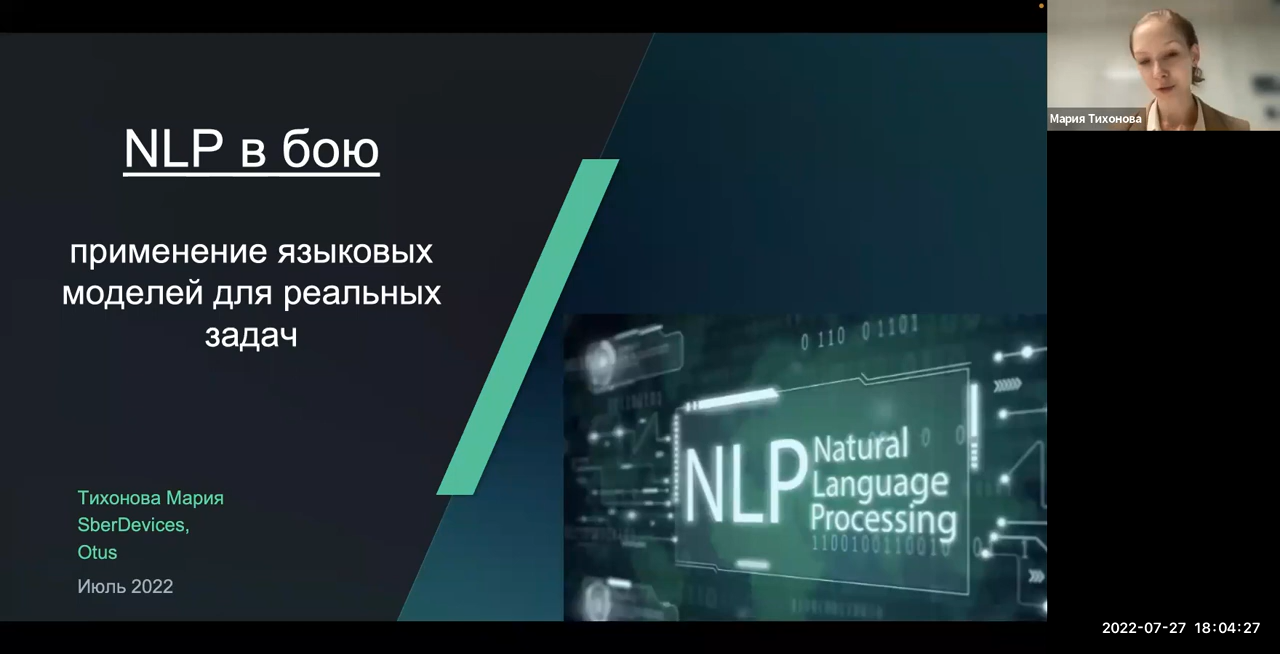 NLP в бою
применение языковых
моделей для реальных
задач
Тихонова Мария
SberDevices,
Otus
Июль 2022
0 110 0 1101
NLP
Natural
Language
Processing
Мария Тихонова
2022-07-27 18:04:27